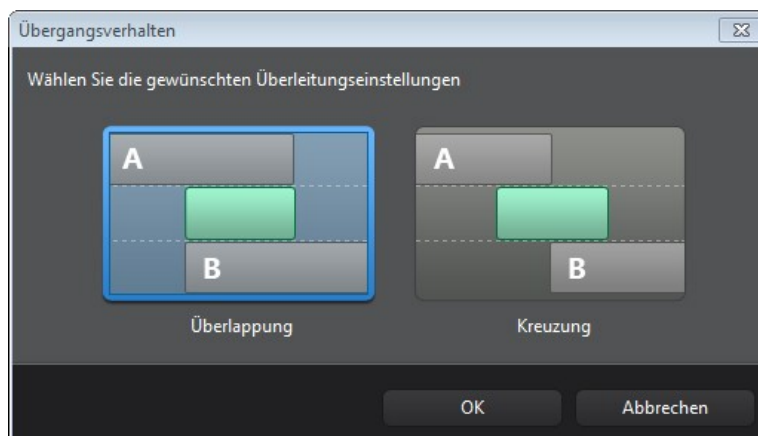 Übergangsverhalten
Wählen Sie die gewünschten Überleitungseinstellungen
A
B
Überlappung
A
B
Kreuzung
OK
Abbrechen